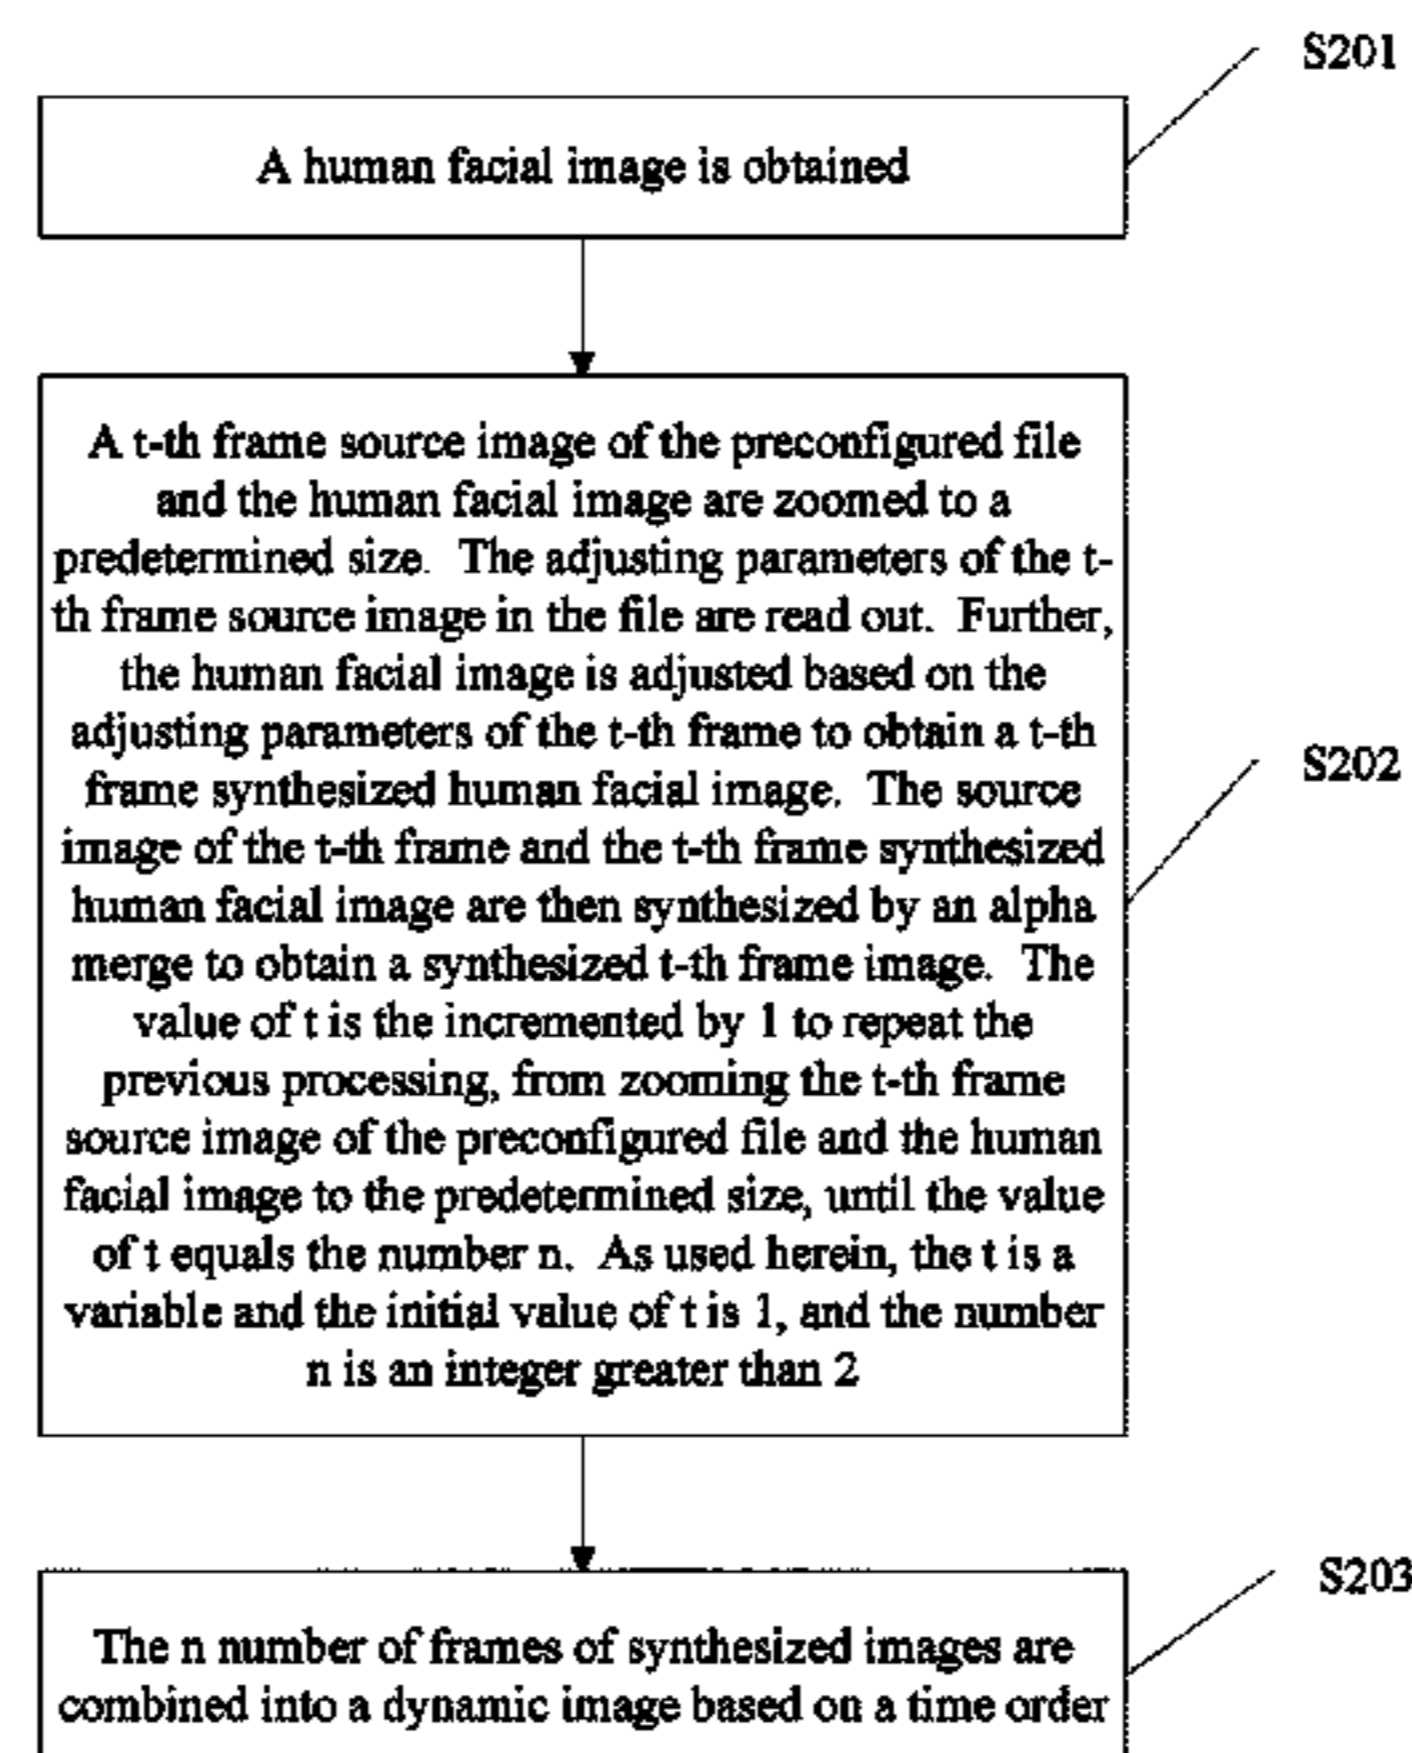 S201
A human facial image is obtained
A t-th frame source image of the preconfigured file
and the human facial image are zoomed to a
predetermined size. The adjusting parameters of the t-
th frame source image in the file are read out. Further,
the human facial image is adjusted based on the
adjusting parameters of the t-th frame to obtain a t-th
frame synthesized human facial image. The source
image of the t-th frame and the t-th frame synthesized
human facial image are then synthesized by an alpha
merge to obtain a synthesized t-th frame image. The
value of t is the incremented by 1 to repeat the
previous processing, from zooming the t-th frame
source image of the preconfigured file and the human
facial image to the predetermined size, until the value
of t equals the number n. As used herein, the t is a
variable and the initial value of t is 1, and the number
n is an integer greater than 2
S202
S203
The n number of frames of synthesized images are
combined into a dynamic image based on a time order